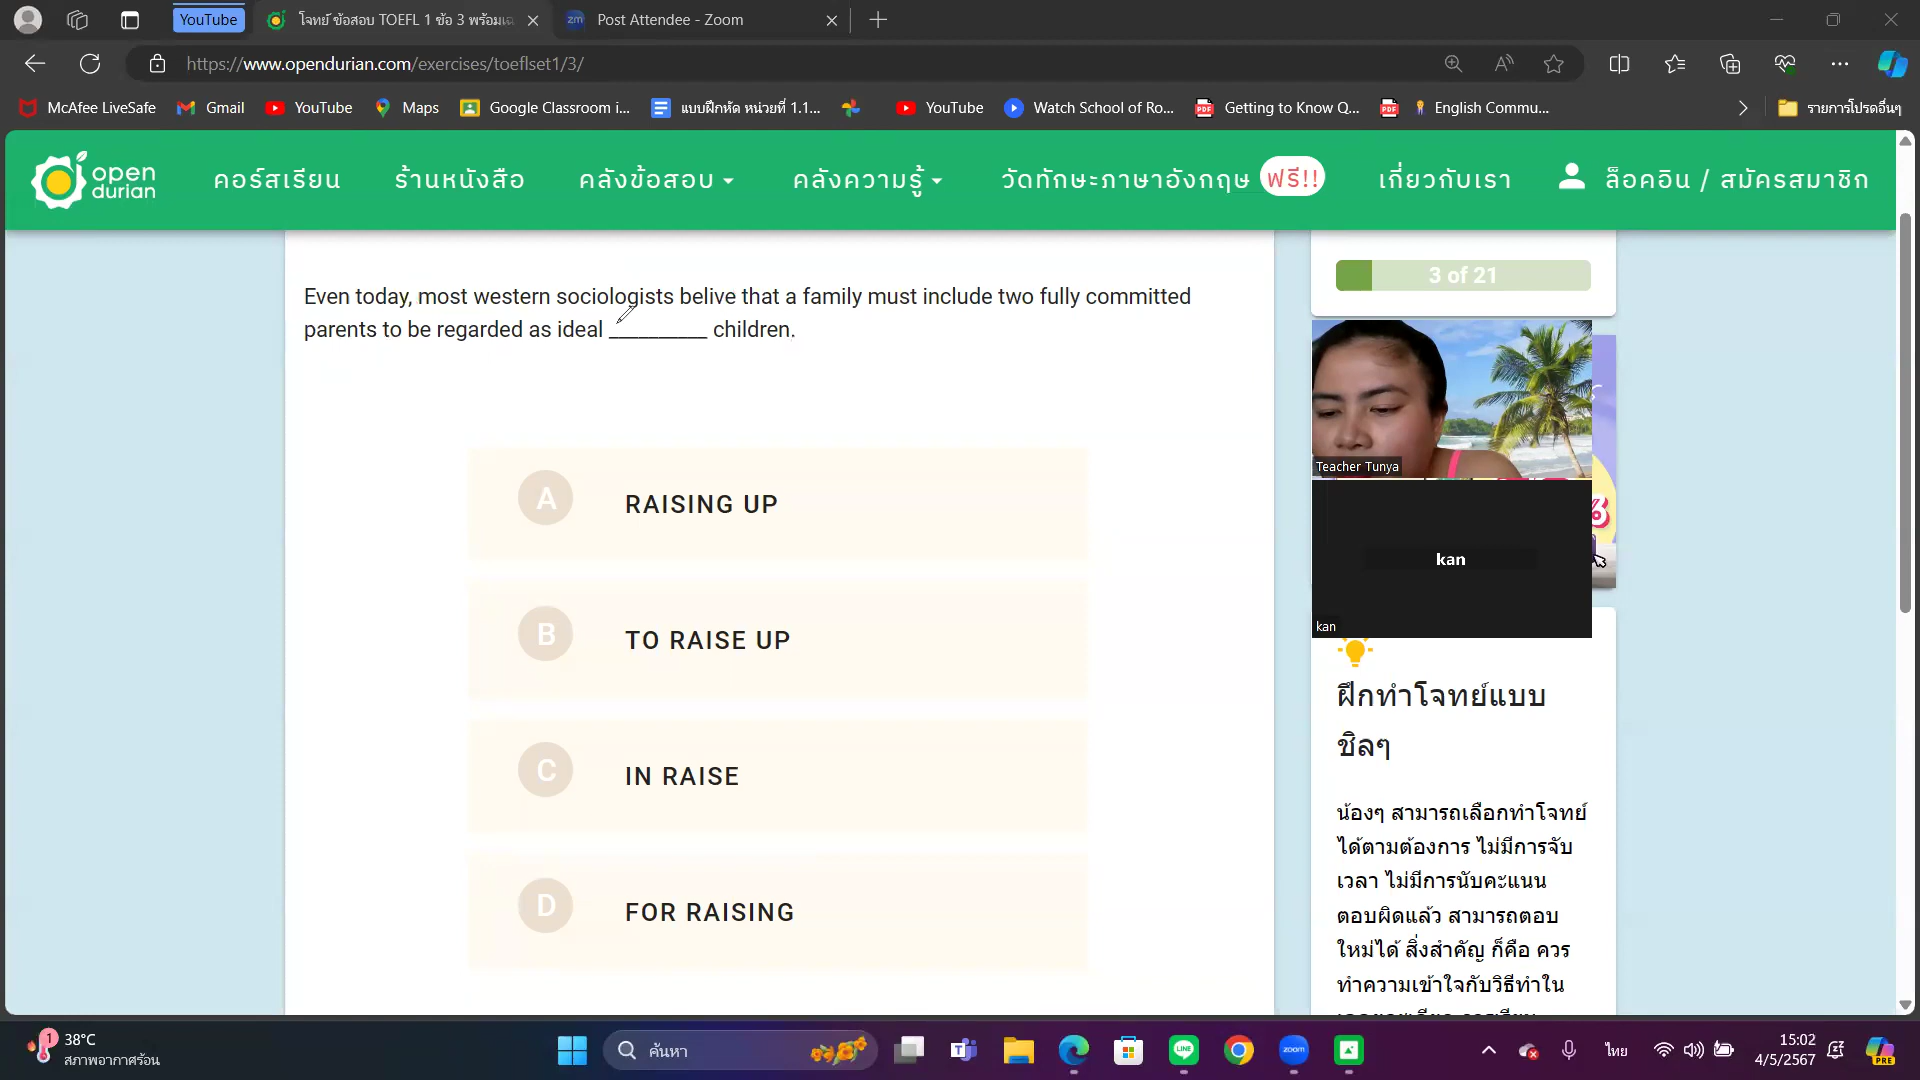 YouTube
โจทย์ ข้อสอบ TOEFL 1 ข้อ 3 พร้อมเฉ
zm Post Attendee - Zoom
https://www.opendurian.com/exercises/toeflset1/3/
McAfee LiveSafe
Gmail
YouTube
Maps
Google Classroom i...
แบบฝึกหัด หน่วยที่ 1.1...
YouTube
Watch School of Ro...
PDF Getting to Know Q...
PDF
English Commu...
รายการโปรดอื่นๆ
open
durian
คอร์สเรียน
ร้านหนังสือ
คลังข้อสอบ
คลังความรู้
วัดทักษะภาษาอังกฤษ ฟรี!!
เกี่ยวกับเรา
ล็อคอิน / สมัครสมาชิก
3 of 21
Even today, most western sociologists belive that a family must include two fully committed
parents to be regarded as ideal __________ children.
A RAISING UP
B TO RAISE UP
C IN RAISE
D FOR RAISING
Teacher Tunya
kan
kan
ฝึกทำโจทย์แบบ
ชิลๆ
น้องๆ สามารถเลือกทำโจทย์
ได้ตามต้องการ ไม่มีการจับ
เวลา ไม่มีการนับคะแนน
ตอบผิดแล้ว สามารถตอบ
ใหม่ได้ สิ่งสำคัญ ก็คือ ควร
ทำความเข้าใจกับวิธีทำใน
1
38°C
สภาพอากาศร้อน
ค้นหา
LINE
zoom
ไทย
15:02
4/5/2567
PRE